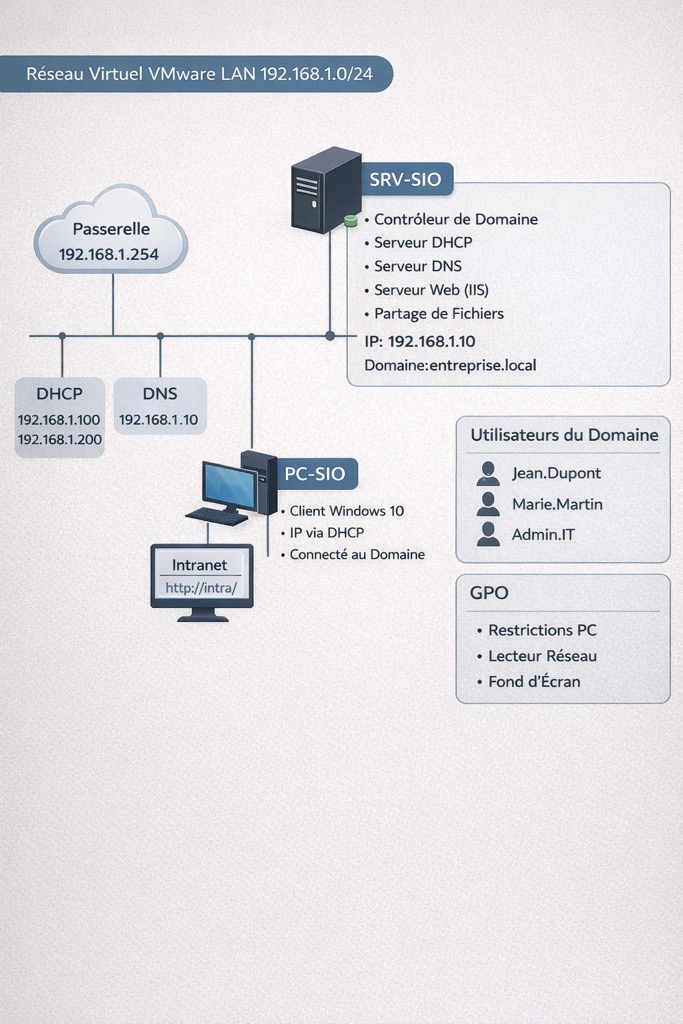 Réseau Virtuel VMware LAN 192.168.1.0/24
Passerelle
192.168.1.254
SRV-SIO
• Contrôleur de Domaine
• Serveur DHCP
• Serveur DNS
• Serveur Web (IIS)
• Partage de Fichiers
IP: 192.168.1.10
Domaine:entreprise.local
DHCP
192.168.1.100
192.168.1.200
DNS
192.168.1.10
PC-SIO
• Client Windows 10
• IP via DHCP
• Connecté au Domaine
Intranet
http://intra/
Utilisateurs du Domaine
Jean.Dupont
Marie.Martin
Admin.IT
GPO
• Restrictions PC
• Lecteur Réseau
• Fond d'Écran